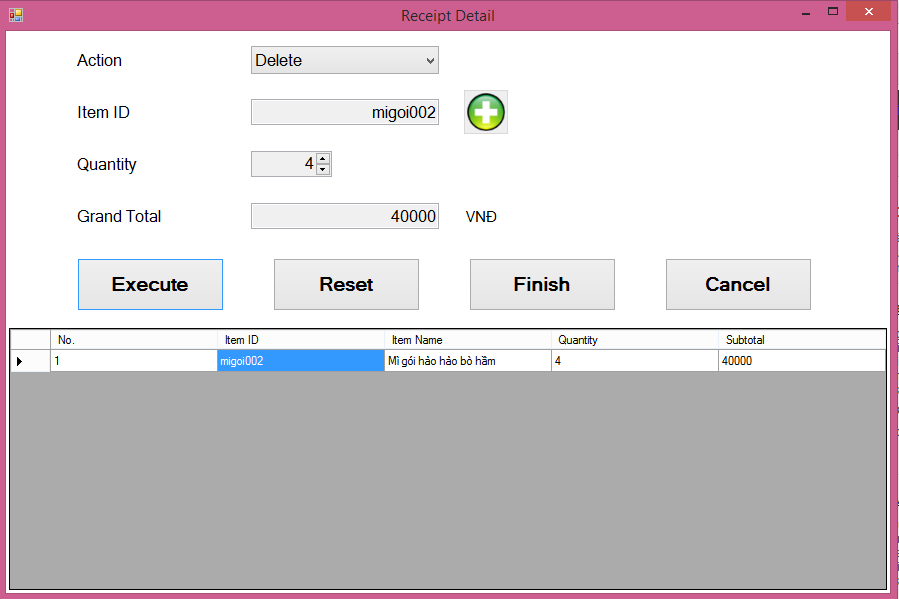 Receipt Detail
Action Delete
Item ID migoi002
Quantity 4
Grand Total 40000 VNĐ
Execute Reset Finish Cancel
No. Item ID Item Name Quantity Subtotal
1 migoi002 Mì gói hảo hảo bò hầm 4 40000